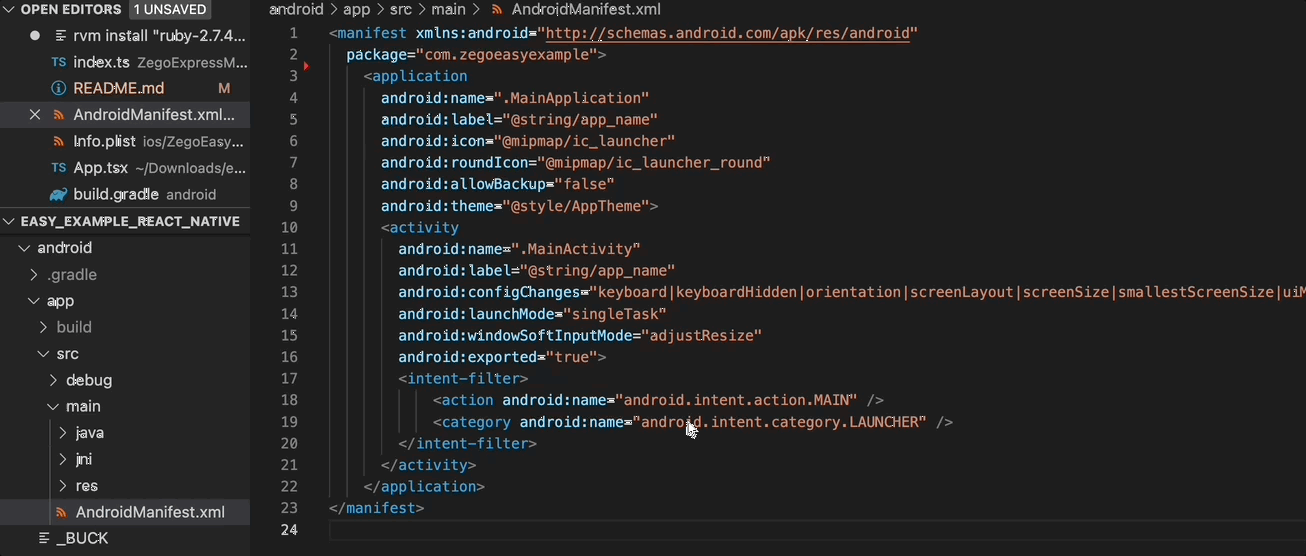 OPEN EDITORS 1 UNSAVED
rvm install "ruby-2.7.4...
TS index.ts ZegoExpressM...
README.md M
AndroidManifest.xml...
Info.plist ios/ZegoEasy...
TS App.tsx ~/Downloads/e...
build.gradle android
EASY_EXAMPLE_REACT_NATIVE
android
.gradle
app
build
src
debug
main
java
jni
res
AndroidManifest.xml
_BUCK
android > app > src > main > AndroidManifest.xml
1 <manifest xmlns:android="http://schemas.android.com/apk/res/android"
2 package="com.zegoeasyexample">
3 <application
4 android:name=".MainApplication"
5 android:label="@string/app_name"
6 android:icon="@mipmap/ic_launcher"
7 android:roundIcon="@mipmap/ic_launcher_round"
8 android:allowBackup="false"
9 android:theme="@style/AppTheme">
10 <activity
11 android:name=".MainActivity"
12 android:label="@string/app_name"
13 android:configChanges="keyboard|keyboardHidden|orientation|screenLayout|screenSize|smallestScreenSize|uiM
14 android:launchMode="singleTask"
15 android:windowSoftInputMode="adjustResize"
16 android:exported="true">
17 <intent-filter>
18 <action android:name="android.intent.action.MAIN" />
19 <category android:name="android.intent.category.LAUNCHER" />
20 </intent-filter>
21 </activity>
22 </application>
23 </manifest>
24